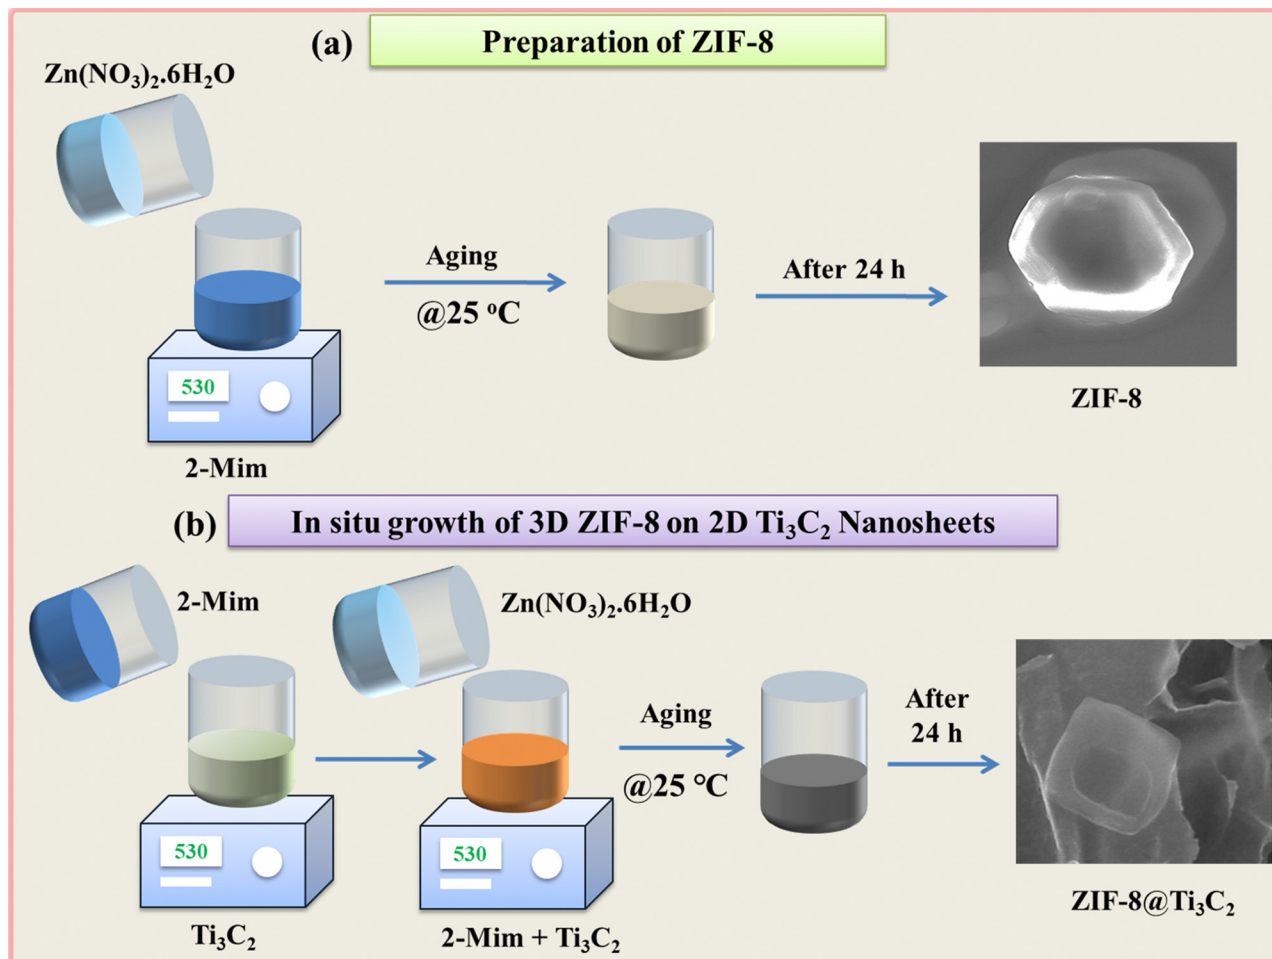 (a) Preparation of ZIF-8
Zn(NO₃)₂.6H₂O
Aging
@25 °C
After 24 h
530
ZIF-8
2-Mim
(b) In situ growth of 3D ZIF-8 on 2D Ti₃C₂ Nanosheets
2-Mim
Zn(NO₃)₂.6H₂O
Aging
@25 °C
After
24 h
530
530
Ti₃C₂
2-Mim + Ti₃C₂
ZIF-8@Ti₃C₂